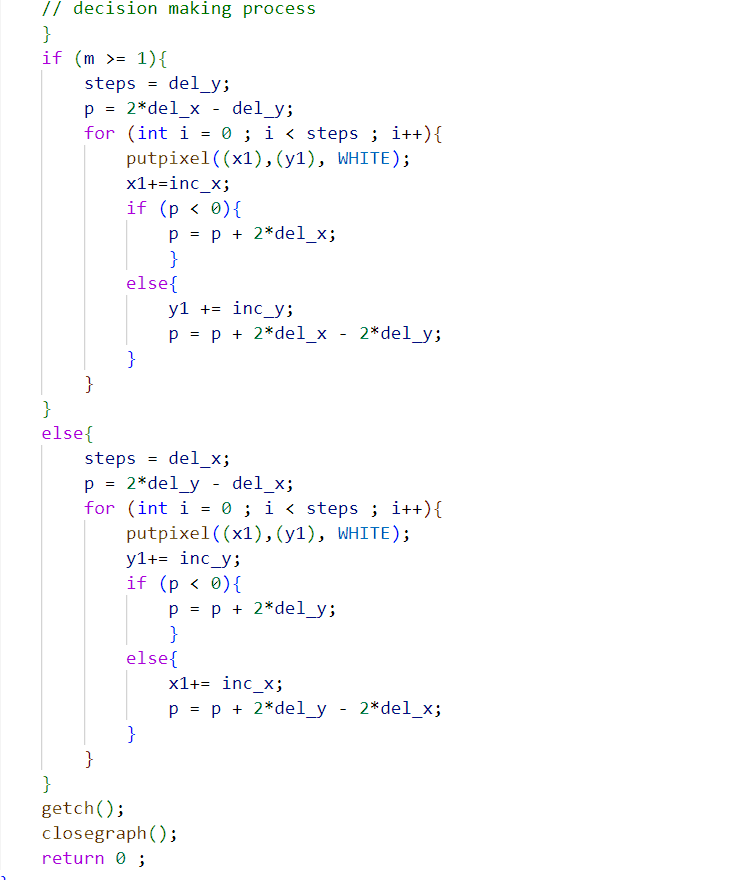 // decision making process
}
if (m >= 1){
steps = del_y;
p = 2*del_x - del_y;
for (int i = 0 ; i < steps ; i++){
putpixel((x1),(y1), WHITE);
x1+=inc_x;
if (p < 0){
p = p + 2*del_x;
}
else{
y1 += inc_y;
p = p + 2*del_x - 2*del_y;
}
}
}
else{
steps = del_x;
p = 2*del_y - del_x;
for (int i = 0 ; i < steps ; i++){
putpixel((x1),(y1), WHITE);
y1+= inc_y;
if (p < 0){
p = p + 2*del_y;
}
else{
x1+= inc_x;
p = p + 2*del_y - 2*del_x;
}
}
}
getch();
closegraph();
return 0 ;